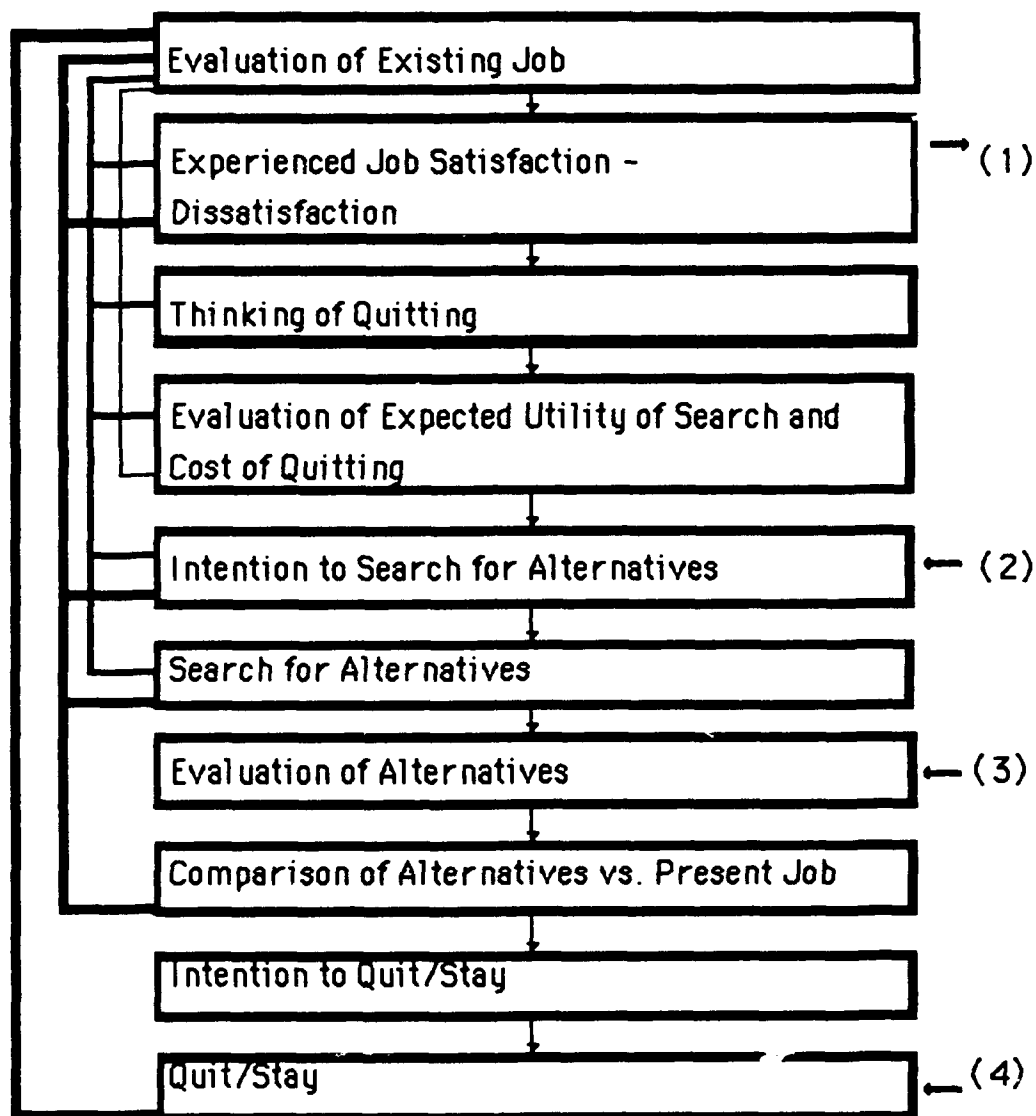 Evaluation of Existing Job
Experienced Job Satisfaction -
Dissatisfaction
(1)
Thinking of Quitting
Evaluation of Expected Utility of Search and
Cost of Quitting
Intention to Search for Alternatives
(2)
Search for Alternatives
Evaluation of Alternatives
(3)
Comparison of Alternatives vs. Present Job
Intention to Quit/Stay
Quit/Stay
(4)